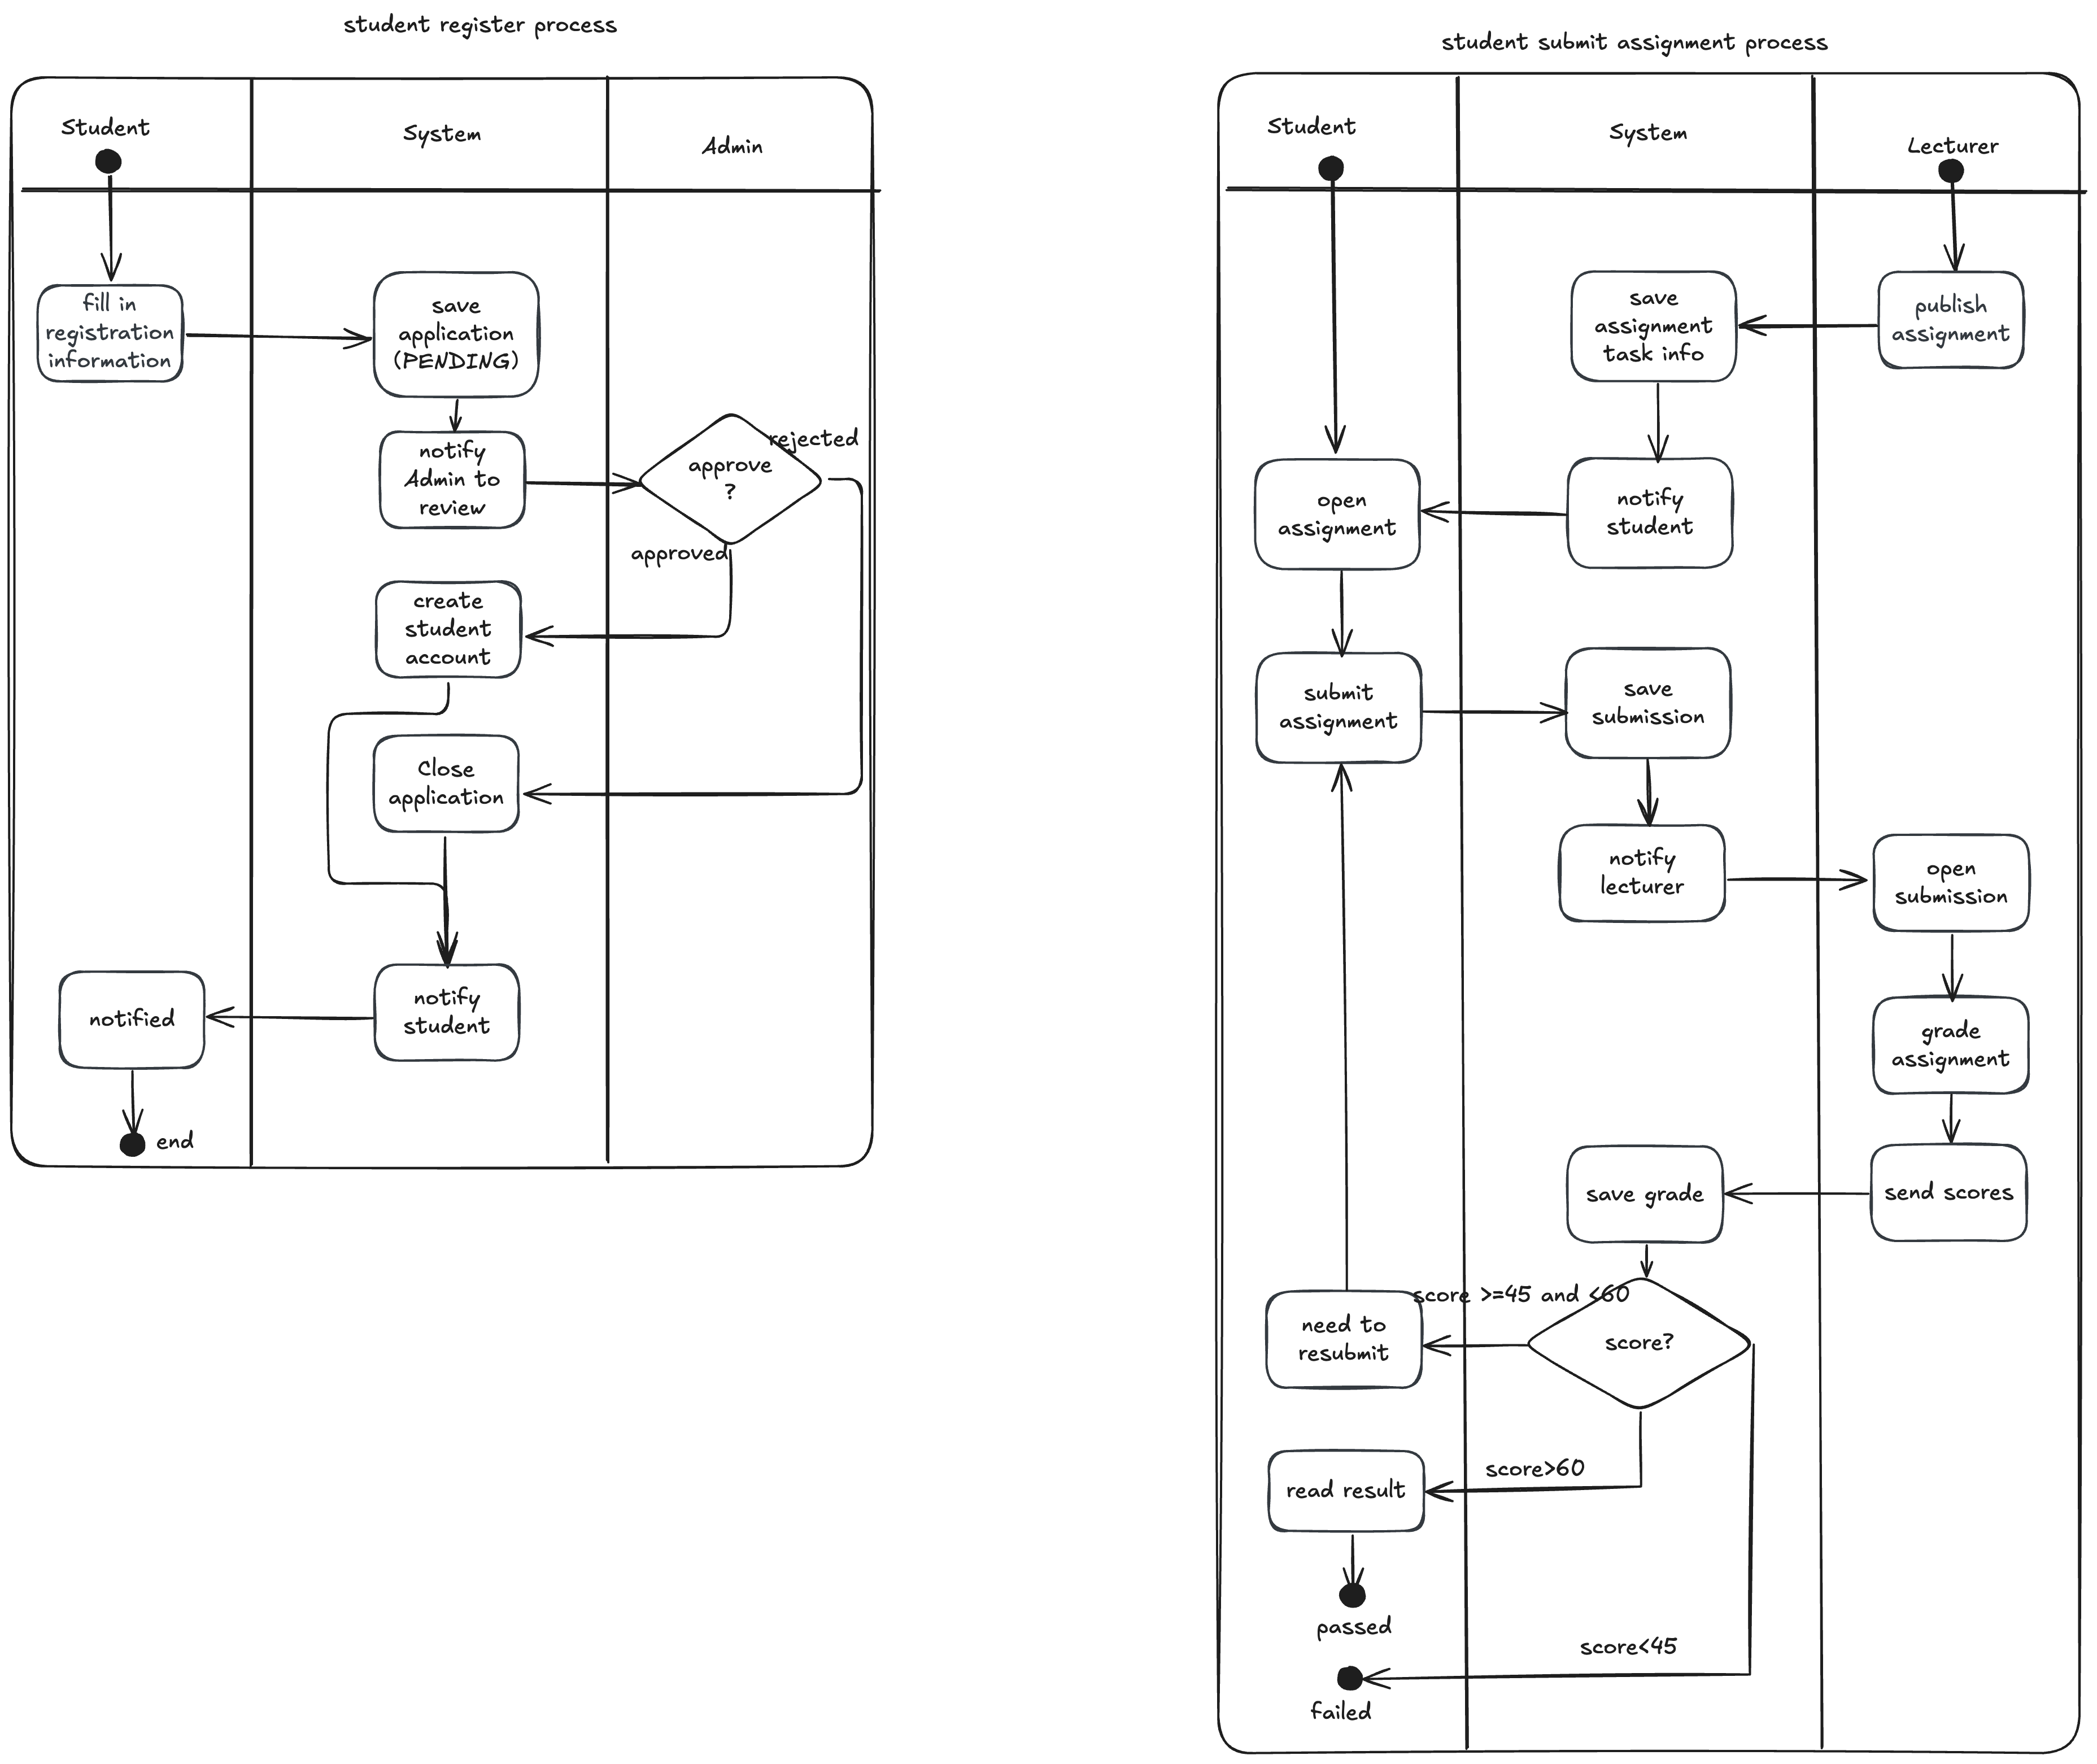 student register process
Student
System
Admin
fill in
registration
information
save
application
(PENDING)
notify
Admin to
review
approve
?
rejected
approved
create
student
account
Close
application
notify
student
notified
end
student submit assignment process
Student
System
Lecturer
publish
assignment
save
assignment
task info
notify
student
open
assignment
submit
assignment
save
submission
notify
lecturer
open
submission
grade
assignment
send scores
save grade
score >=45 and <60
score?
need to
resubmit
score>60
read result
passed
score<45
failed